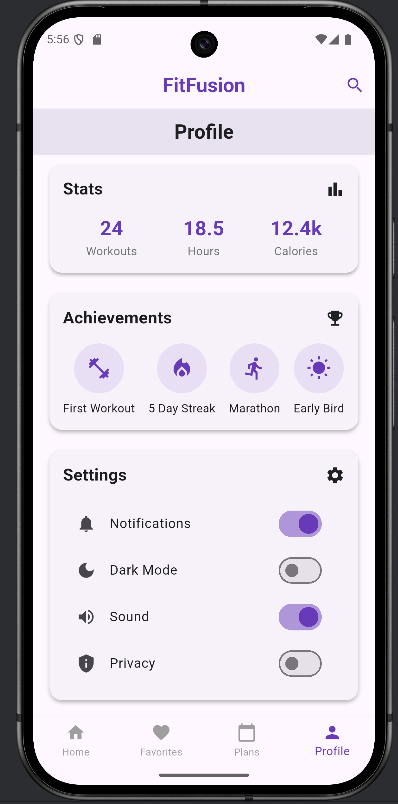 5:56
FitFusion
Profile
Stats
24 18.5 12.4k
Workouts Hours Calories
Achievements
First Workout 5 Day Streak Marathon Early Bird
Settings
Notifications
Dark Mode
Sound
Privacy
Home Favorites Plans Profile